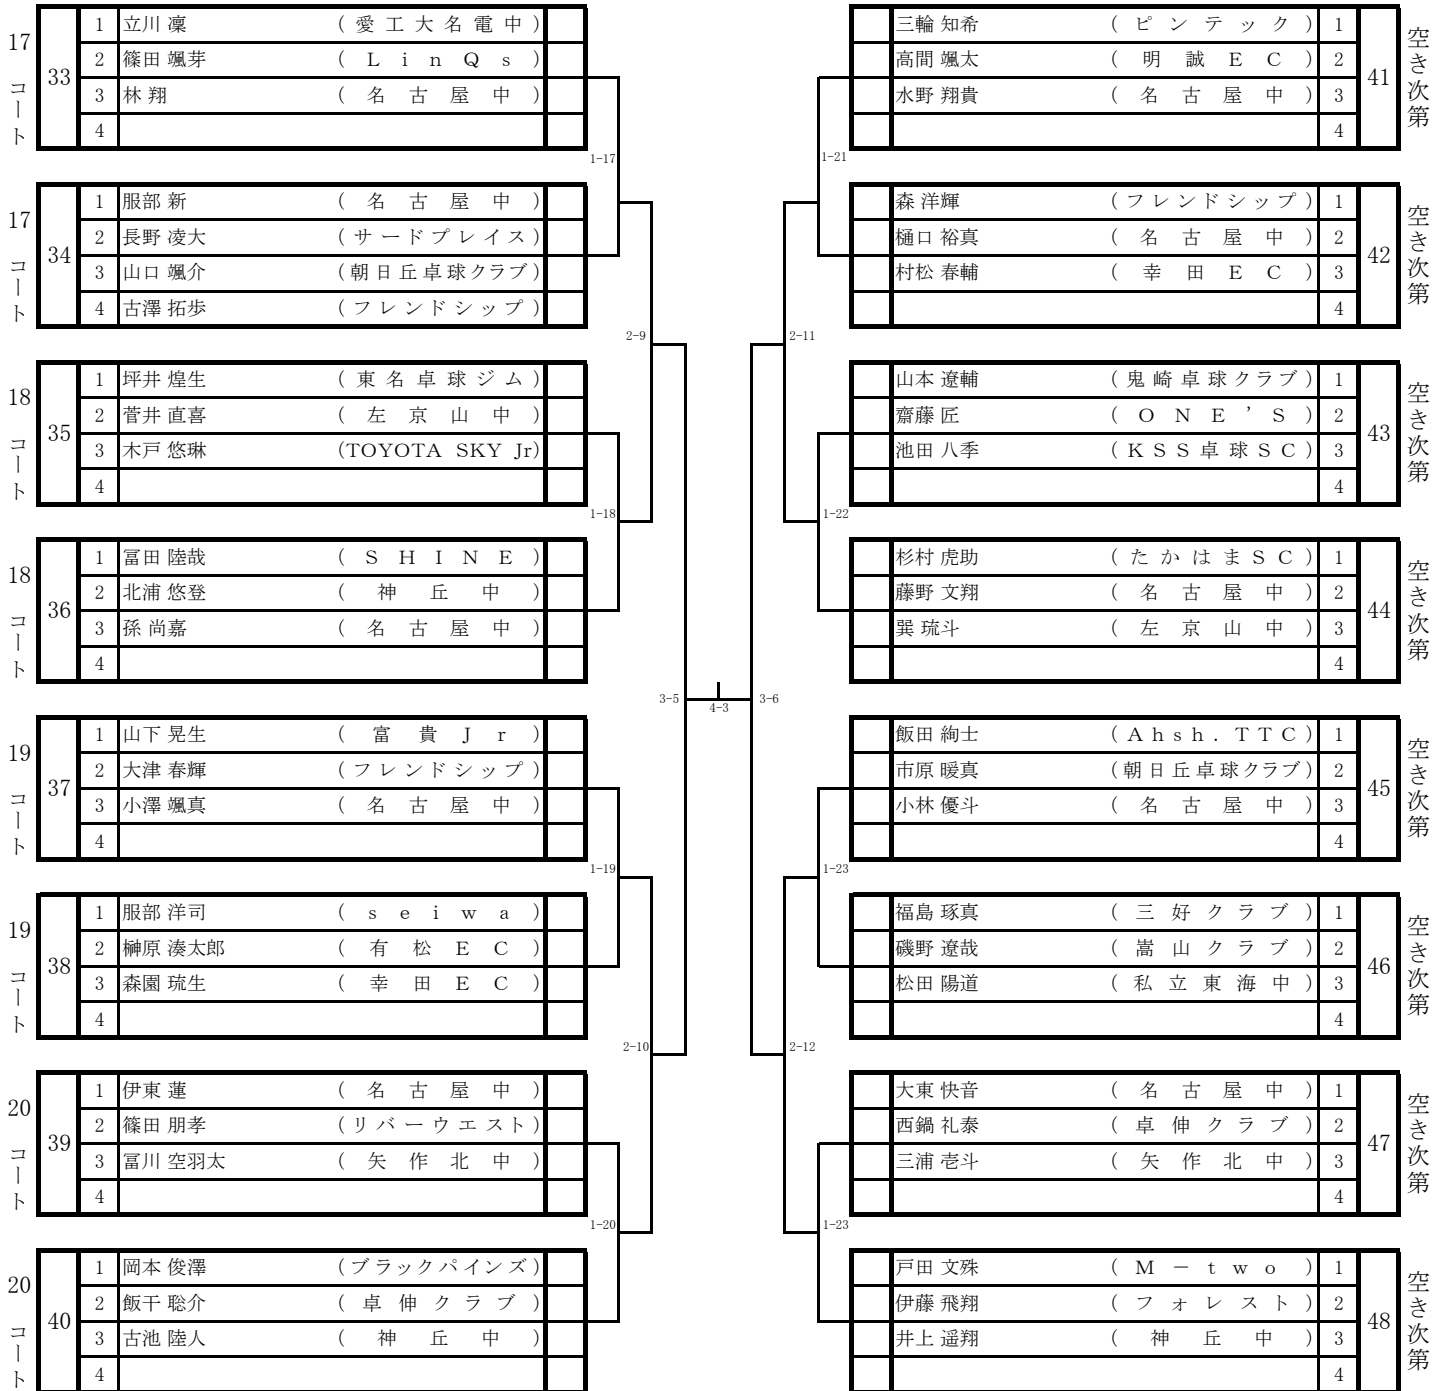 17 コート
33
1 立川 凜 (愛工大名電中)
2 篠田 颯芽 (LinQs)
3 林 翔 (名古屋中)
4
1-17
17 コート
34
1 服部 新 (名古屋中)
2 長野 凌大 (サードプレイス)
3 山口 颯介 (朝日丘卓球クラブ)
4 古澤 拓歩 (フレンドシップ)
2-9
18 コート
35
1 坪井 煌生 (東名卓球ジム)
2 菅井 直喜 (左京山中)
3 木戸 悠琳 (TOYOTA SKY Jr)
4
1-18
18 コート
36
1 冨田 陸哉 (SHINE)
2 北浦 悠登 (神丘中)
3 孫 尚嘉 (名古屋中)
4
3-5
4-3
3-6
19 コート
37
1 山下 晃生 (富貴Jr)
2 大津 春輝 (フレンドシップ)
3 小澤 颯真 (名古屋中)
4
1-19
19 コート
38
1 服部 洋司 (seiwa)
2 榊原 湊太郎 (有松EC)
3 森園 琉生 (幸田EC)
4
2-10
20 コート
39
1 伊東 蓮 (名古屋中)
2 篠田 朋孝 (リバーウエスト)
3 冨川 空羽太 (矢作北中)
4
1-20
20 コート
40
1 岡本 俊澤 (ブラックパインズ)
2 飯干 聡介 (卓伸クラブ)
3 古池 陸人 (神丘中)
4
三輪 知希 (ピンテック) 1
高間 颯太 (明誠EC) 2
水野 翔貴 (名古屋中) 3
4
41
空き次第
1-21
森 洋輝 (フレンドシップ) 1
樋口 裕真 (名古屋中) 2
村松 春輔 (幸田EC) 3
4
42
空き次第
2-11
山本 遼輔 (鬼崎卓球クラブ) 1
齋藤 匠 (ONE'S) 2
池田 八季 (KSS卓球SC) 3
4
43
空き次第
1-22
杉村 虎助 (たかはまSC) 1
藤野 文翔 (名古屋中) 2
巽 琉斗 (左京山中) 3
4
44
空き次第
飯田 絢士 (Ahsh.TTC) 1
市原 暖真 (朝日丘卓球クラブ) 2
小林 優斗 (名古屋中) 3
4
45
空き次第
1-23
福島 琢真 (三好クラブ) 1
磯野 遼哉 (嵩山クラブ) 2
松田 陽道 (私立東海中) 3
4
46
空き次第
2-12
大東 快音 (名古屋中) 1
西鍋 礼泰 (卓伸クラブ) 2
三浦 壱斗 (矢作北中) 3
4
47
空き次第
1-23
戸田 文殊 (M－two) 1
伊藤 飛翔 (フォレスト) 2
井上 遥翔 (神丘中) 3
4
48
空き次第